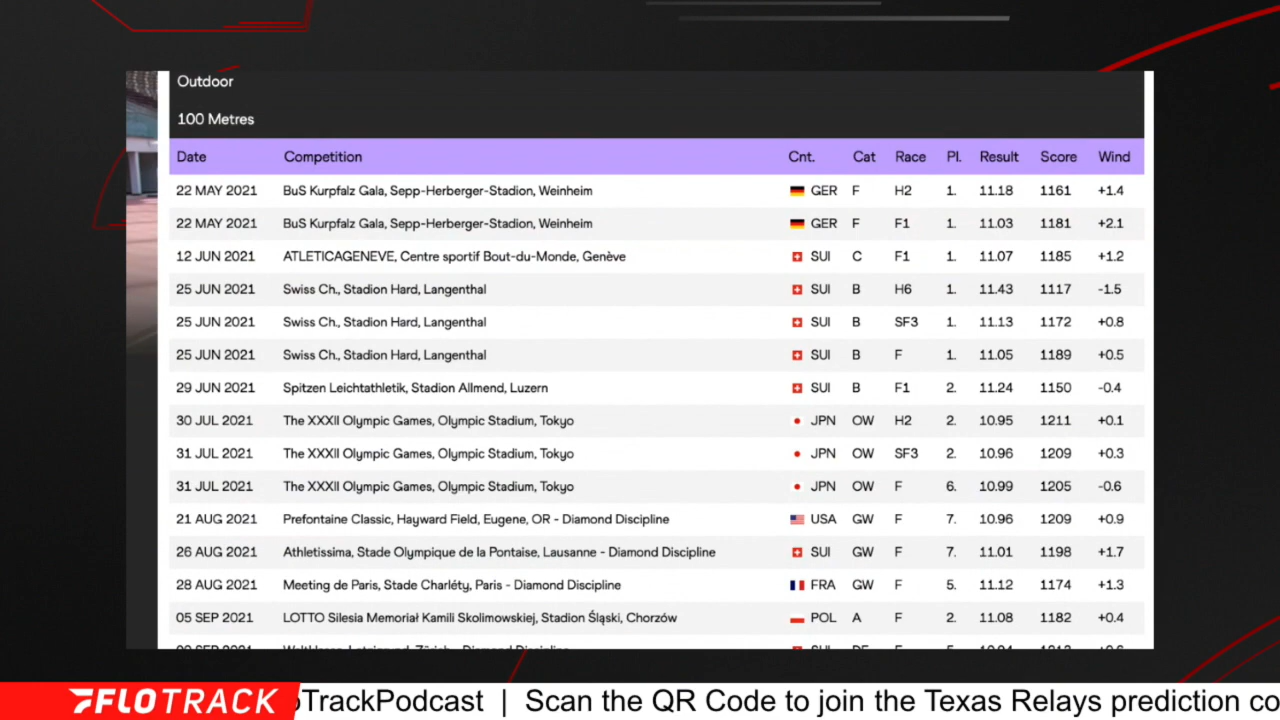 Outdoor
100 Metres
Date Competition Cnt. Cat Race Pl. Result Score Wind
22 MAY 2021 BuS Kurpfalz Gala, Sepp-Herberger-Stadion, Weinheim GER F H2 1. 11.18 1161 +1.4
22 MAY 2021 BuS Kurpfalz Gala, Sepp-Herberger-Stadion, Weinheim GER F F1 1. 11.03 1181 +2.1
12 JUN 2021 ATLETICAGENEVE, Centre sportif Bout-du-Monde, Genève SUI C F1 1. 11.07 1185 +1.2
25 JUN 2021 Swiss Ch., Stadion Hard, Langenthal SUI B H6 1. 11.43 1117 -1.5
25 JUN 2021 Swiss Ch., Stadion Hard, Langenthal SUI B SF3 1. 11.13 1172 +0.8
25 JUN 2021 Swiss Ch., Stadion Hard, Langenthal SUI B F 1. 11.05 1189 +0.5
29 JUN 2021 Spitzen Leichtathletik, Stadion Allmend, Luzern SUI B F1 2. 11.24 1150 -0.4
30 JUL 2021 The XXXII Olympic Games, Olympic Stadium, Tokyo JPN OW H2 2. 10.95 1211 +0.1
31 JUL 2021 The XXXII Olympic Games, Olympic Stadium, Tokyo JPN OW SF3 2. 10.96 1209 +0.3
31 JUL 2021 The XXXII Olympic Games, Olympic Stadium, Tokyo JPN OW F 6. 10.99 1205 -0.6
21 AUG 2021 Prefontaine Classic, Hayward Field, Eugene, OR - Diamond Discipline USA GW F 7. 10.96 1209 +0.9
26 AUG 2021 Athletissima, Stade Olympique de la Pontaise, Lausanne - Diamond Discipline SUI GW F 7. 11.01 1198 +1.7
28 AUG 2021 Meeting de Paris, Stade Charléty, Paris - Diamond Discipline FRA GW F 5. 11.12 1174 +1.3
05 SEP 2021 LOTTO Silesia Memoriał Kamili Skolimowskiej, Stadion Śląski, Chorzów POL A F 2. 11.08 1182 +0.4
FLOTRACK oTrackPodcast | Scan the QR Code to join the Texas Relays prediction co